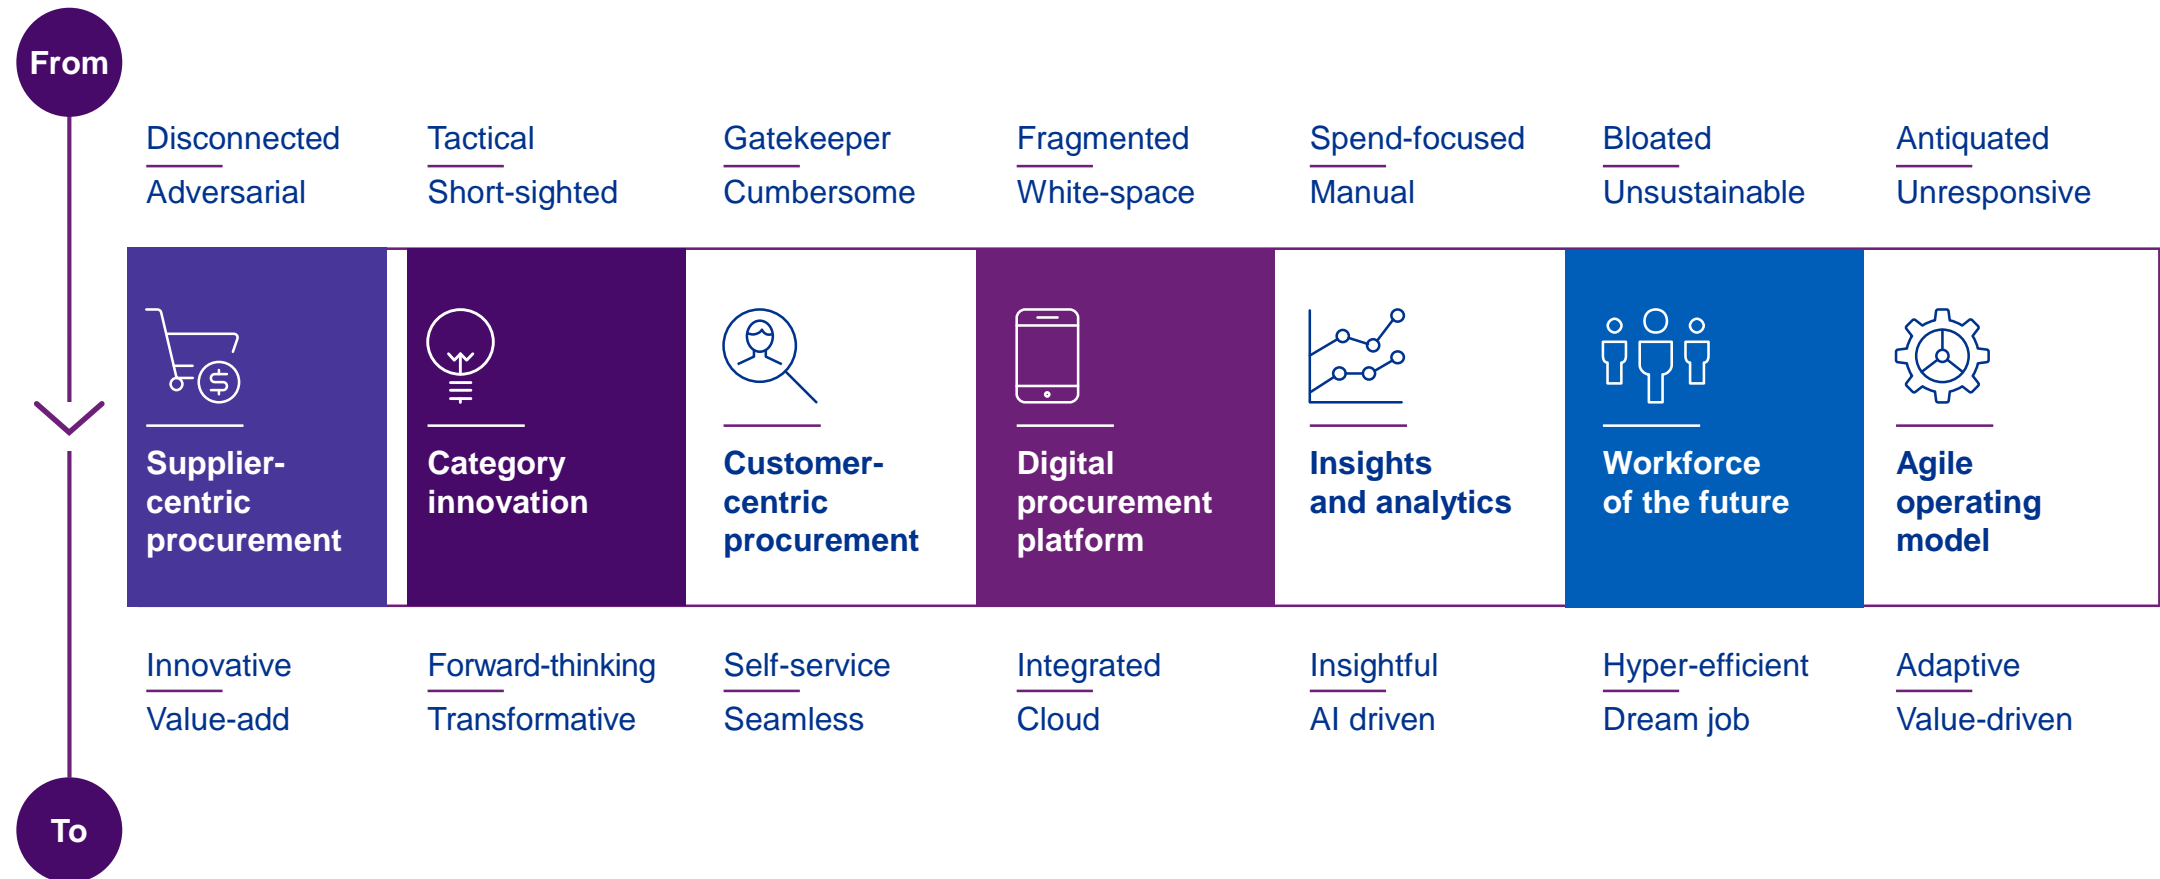 From
Disconnected
Adversarial
Tactical
Short-sighted
Gatekeeper
Cumbersome
Fragmented
White-space
Spend-focused
Manual
Bloated
Unsustainable
Antiquated
Unresponsive
$
Supplier-
centric
procurement
Category
innovation
Customer-
centric
procurement
Digital
procurement
platform
Insights
and analytics
Workforce
of the future
Agile
operating
model
Innovative
Value-add
Forward-thinking
Transformative
Self-service
Seamless
Integrated
Cloud
Insightful
AI driven
Hyper-efficient
Dream job
Adaptive
Value-driven
To